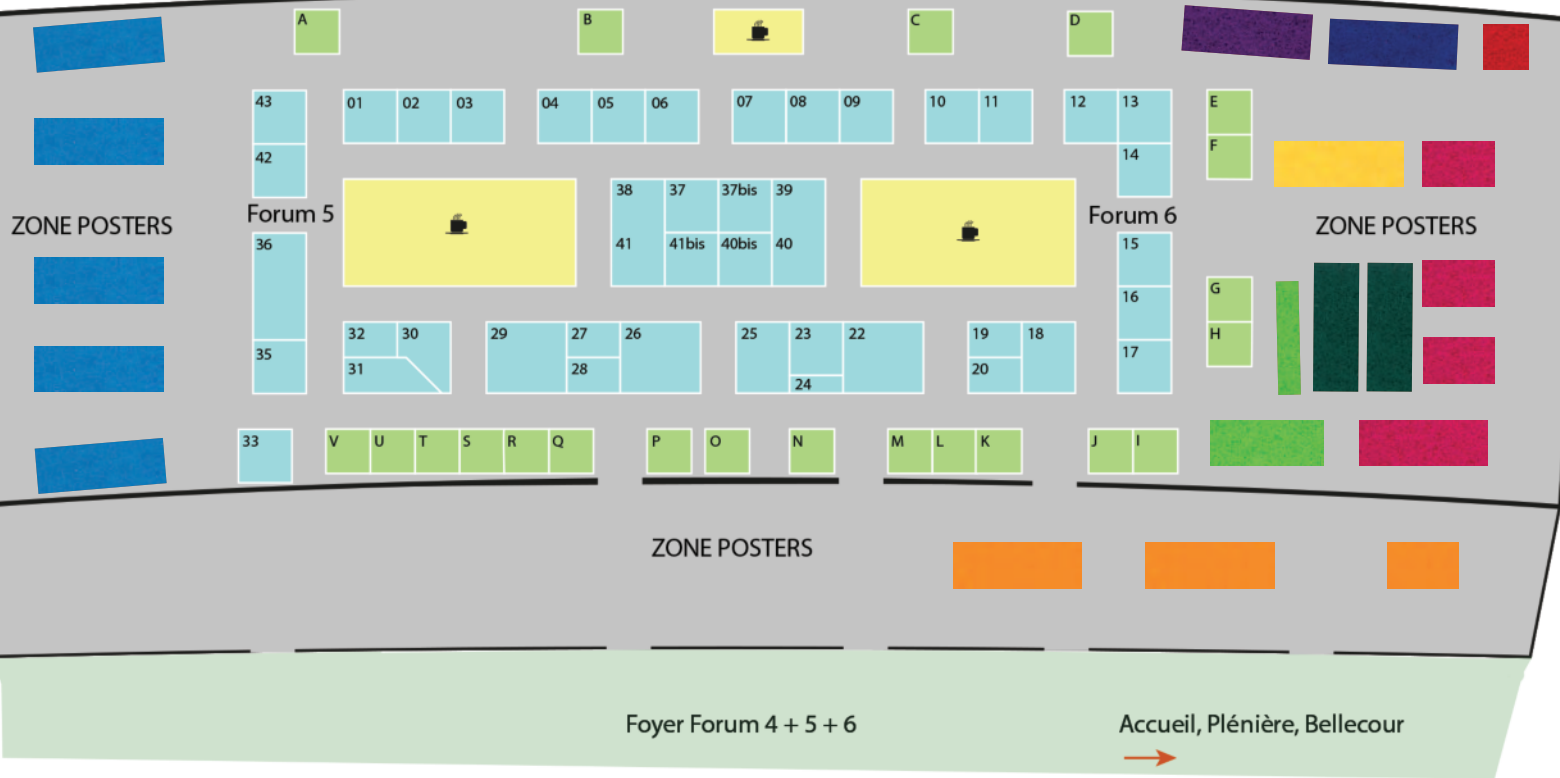 A
B
C
D
43
01
02
03
04
05
06
07
08
09
10
11
12
13
E
42
14
F
38
37
37bis
39
ZONE POSTERS
Forum 5
Forum 6
ZONE POSTERS
36
41
41bis
40bis
40
15
16
G
32
30
29
27
26
25
23
22
19
18
H
35
31
28
24
20
17
33
V
U
T
S
R
Q
P
O
N
M
L
K
J
I
ZONE POSTERS
Foyer Forum 4 + 5 + 6
Accueil, Plénière, Bellecour